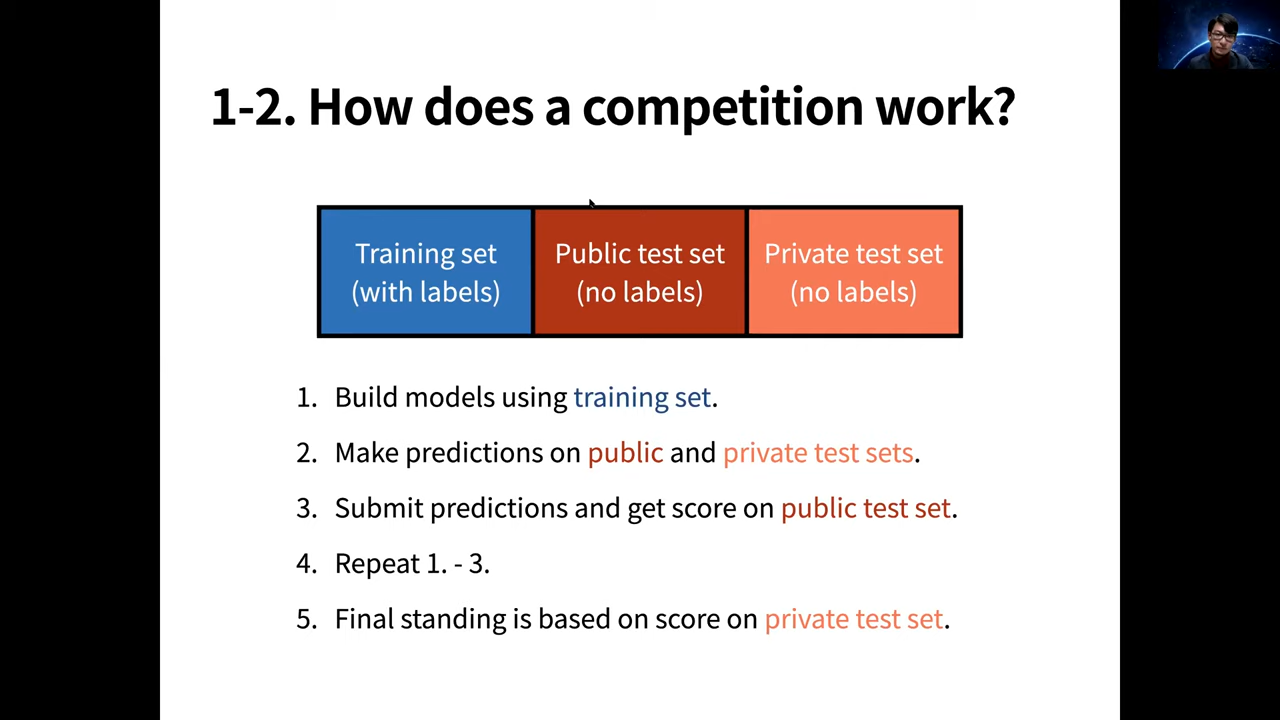 1-2. How does a competition work?
Training set
(with labels)
Public test set
(no labels)
Private test set
(no labels)
1. Build models using training set.
2. Make predictions on public and private test sets.
3. Submit predictions and get score on public test set.
4. Repeat 1. - 3.
5. Final standing is based on score on private test set.